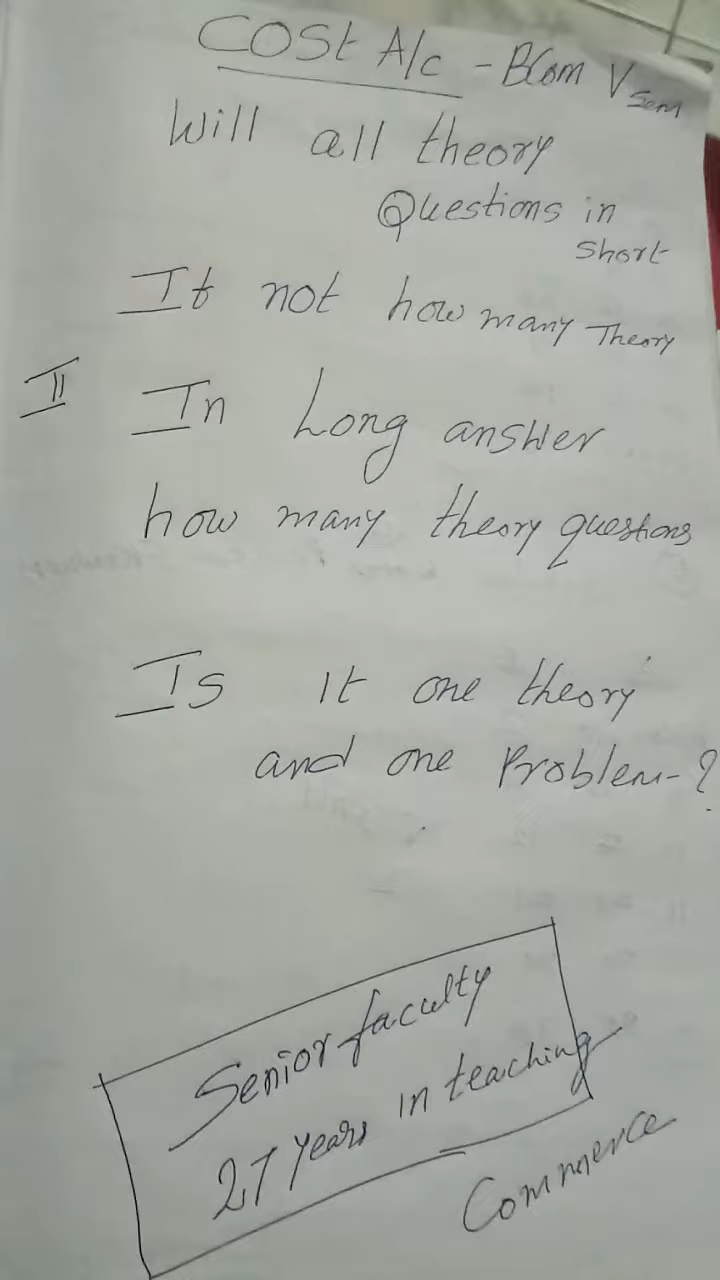 COSt A/c - BCom V Sem
Will all theory
Questions in
short
If not how many Theory
II In Long answer
how many theory questions
Is it one theory
and one Problem-?
Senior faculty
27 years in teaching
Commerce